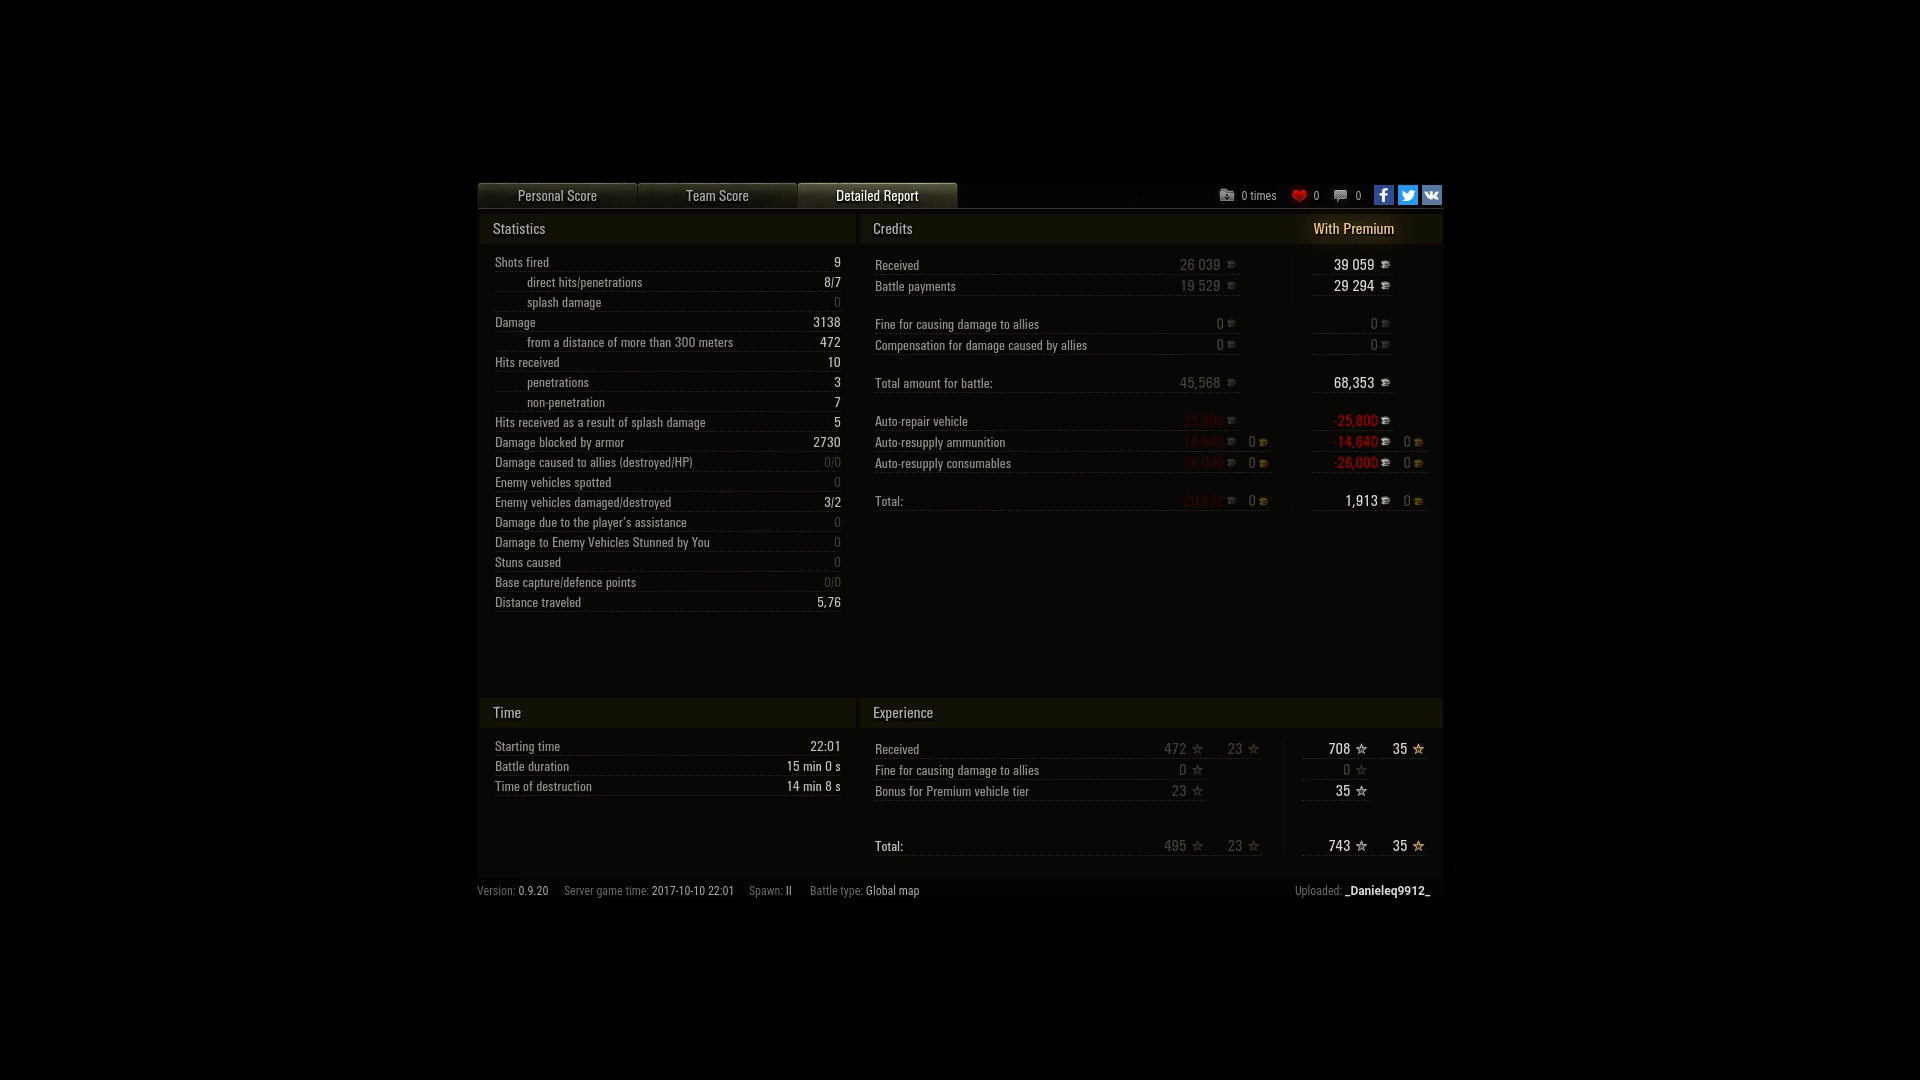 Personal Score Team Score Detailed Report 0 times 0 0
Statistics
Shots fired 9
direct hits/penetrations 8/7
splash damage 0
Damage 3138
from a distance of more than 300 meters 472
Hits received 10
penetrations 3
non-penetration 7
Hits received as a result of splash damage 5
Damage blocked by armor 2730
Damage caused to allies (destroyed/HP) 0/0
Enemy vehicles spotted 0
Enemy vehicles damaged/destroyed 3/2
Damage due to the player's assistance 0
Damage to Enemy Vehicles Stunned by You 0
Stuns caused 0
Base capture/defence points 0/0
Distance traveled 5,76
Credits With Premium
Received 26 039 39 059
Battle payments 19 529 29 294
Fine for causing damage to allies 0 0
Compensation for damage caused by allies 0 0
Total amount for battle: 45,568 68,353
Auto-repair vehicle 25,800 -25,800
Auto-resupply ammunition 14,640 0 -14,640 0
Auto-resupply consumables 26,000 0 -26,000 0
Total: 20,872 0 1,913 0
Time
Starting time 22:01
Battle duration 15 min 0 s
Time of destruction 14 min 8 s
Experience
Received 472 23 708 35
Fine for causing damage to allies 0 0
Bonus for Premium vehicle tier 23 35
Total: 495 23 743 35
Version: 0.9.20 Server game time: 2017-10-10 22:01 Spawn: II Battle type: Global map Uploaded: _Danieleq9912_